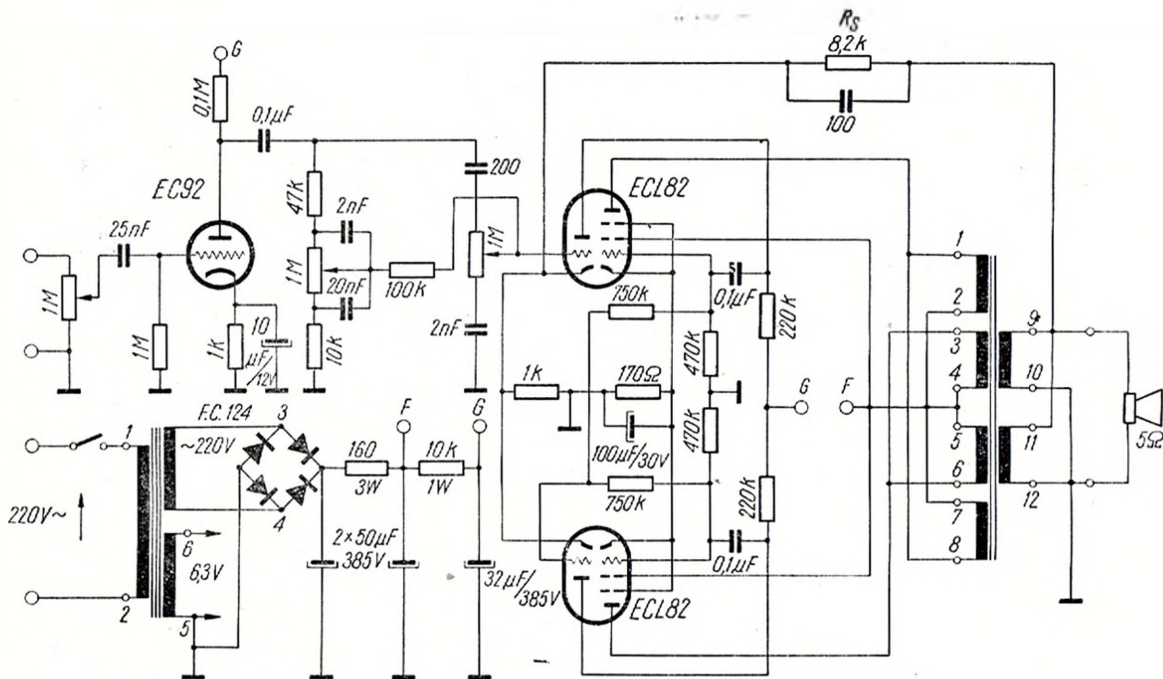 R_S
8,2k
100
G
0,1M
0,1µF
EC92
25nF
1M
1M
1k
10
µF/12V
47k
2nF
1M
20nF
10k
100k
200
1M
2nF
ECL82
750k
0,1µF
220k
470k
1k
170Ω
100µF/30V
470k
750k
220k
0,1µF
ECL82
G
F
1
2
3
4
5
6
7
8
9
10
11
12
5Ω
F.C.124
220V~
1
2
~220V
3
4
6
6,3V
5
160
3W
F
10k
1W
G
2×50µF
385V
32µF/385V